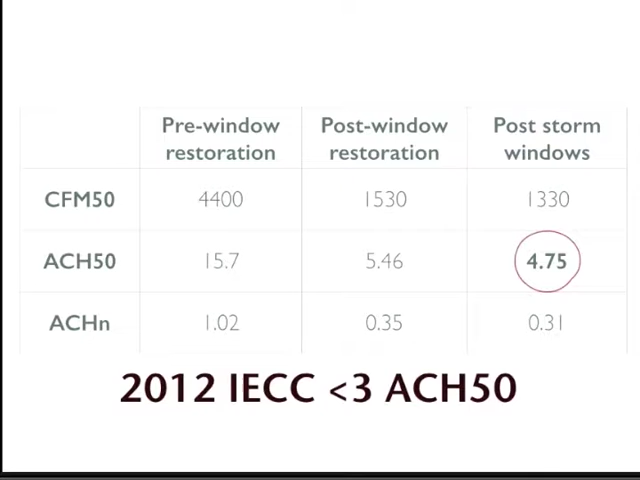 Pre-window restoration Post-window restoration Post storm windows
CFM50 4400 1530 1330
ACH50 15.7 5.46 4.75
ACHn 1.02 0.35 0.31
2012 IECC <3 ACH50